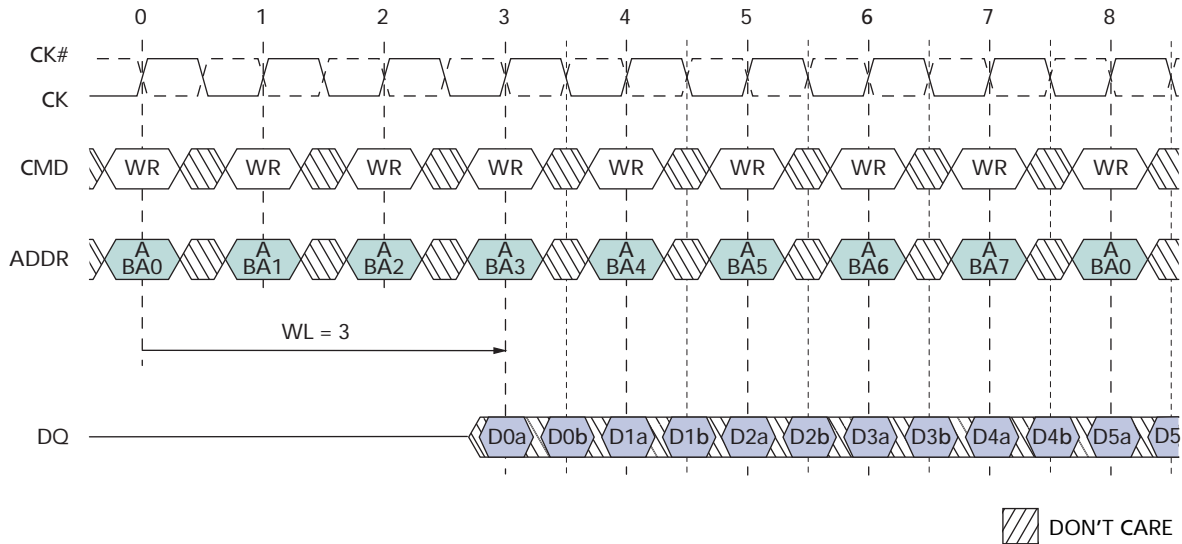 0 1 2 3 4 5 6 7 8
CK#
CK
CMD WR WR WR WR WR WR WR WR WR
ADDR A BA0 A BA1 A BA2 A BA3 A BA4 A BA5 A BA6 A BA7 A BA0
WL = 3
DQ D0a D0b D1a D1b D2a D2b D3a D3b D4a D4b D5a D5
DON'T CARE